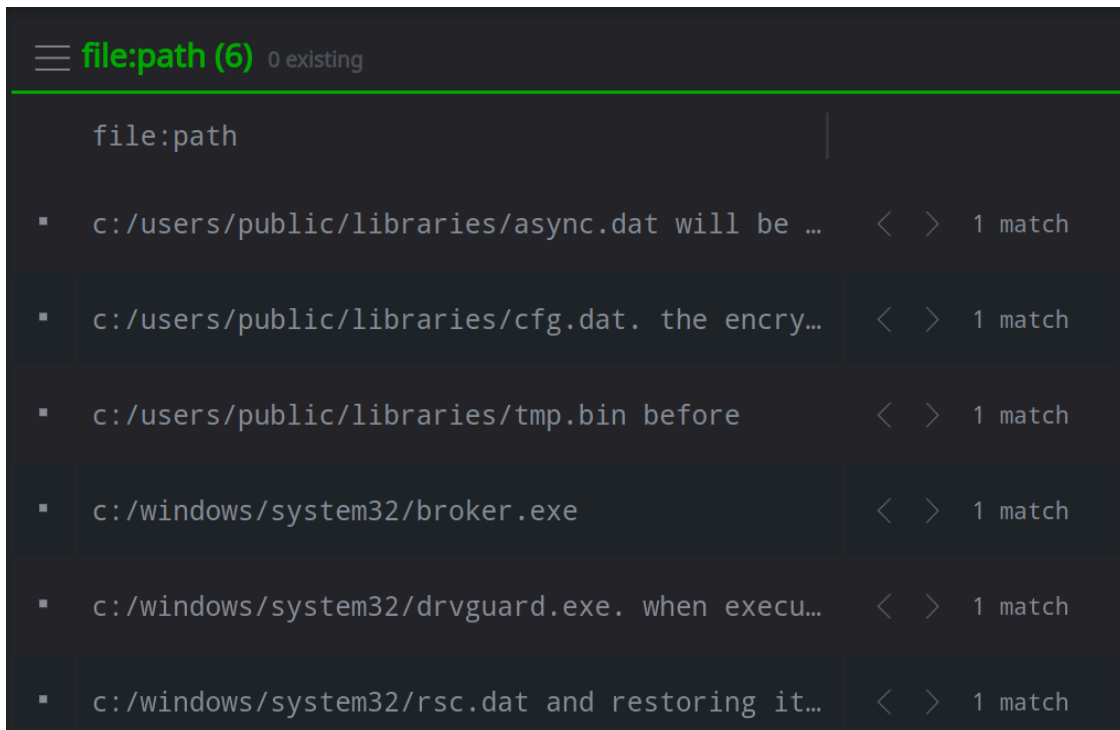 file:path (6) 0 existing
file:path
c:/users/public/libraries/async.dat will be … 1 match
c:/users/public/libraries/cfg.dat. the encry… 1 match
c:/users/public/libraries/tmp.bin before 1 match
c:/windows/system32/broker.exe 1 match
c:/windows/system32/drvguard.exe. when execu… 1 match
c:/windows/system32/rsc.dat and restoring it… 1 match